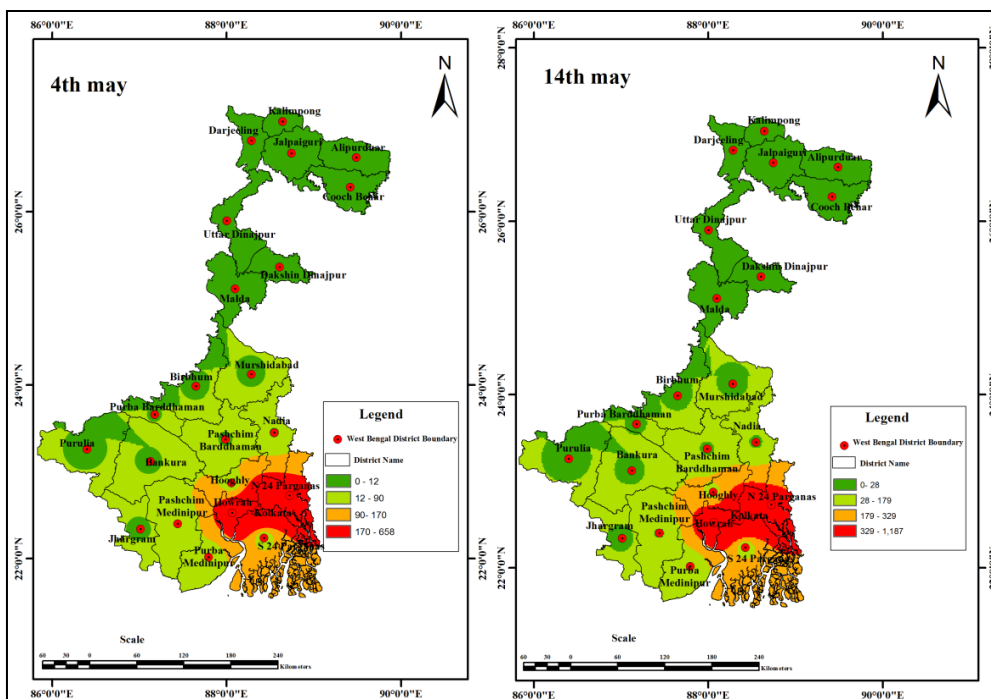 86°0'0"E 88°0'0"E 90°0'0"E
4th may
N
Kalimpong
Darjeeling
Jalpaiguri
Alipurduar
Cooch Behar
Uttar Dinajpur
Dakshin Dinajpur
Malda
Murshidabad
Birbhum
Purba Barddhaman
Nadia
Pashchim
Barddhaman
Purulia
Bankura
Hooghly
N 24 Parganas
Pashchim
Medinipur
Howrah
Kolkata
Jhargram
S 24 Parganas
Purba
Medinipur
26°0'0"N
24°0'0"N
22°0'0"N
Legend
West Bengal District Boundary
District Name
0 - 12
12 - 90
90 - 170
170 - 658
Scale
60 30 0 60 120 180 240
Kilometers
86°0'0"E 88°0'0"E 90°0'0"E
86°0'0"E 88°0'0"E 90°0'0"E
14th may
N
Kalimpong
Darjeeling
Jalpaiguri
Alipurduar
Cooch Behar
Uttar Dinajpur
Dakshin Dinajpur
Malda
Birbhum
Murshidabad
Purba Barddhaman
Nadia
Purulia
Bankura
Pashchim
Barddhaman
Hooghly
N 24 Parganas
Pashchim
Medinipur
Kolkata
Howrah
Jhargram
S 24 Parganas
Purba
Medinipur
28°0'0"N
26°0'0"N
24°0'0"N
22°0'0"N
Legend
West Bengal District Boundary
District Name
0- 28
28 - 179
179 - 329
329 - 1,187
Scale
60 30 0 60 120 180 240
Kilometers
86°0'0"E 88°0'0"E 90°0'0"E